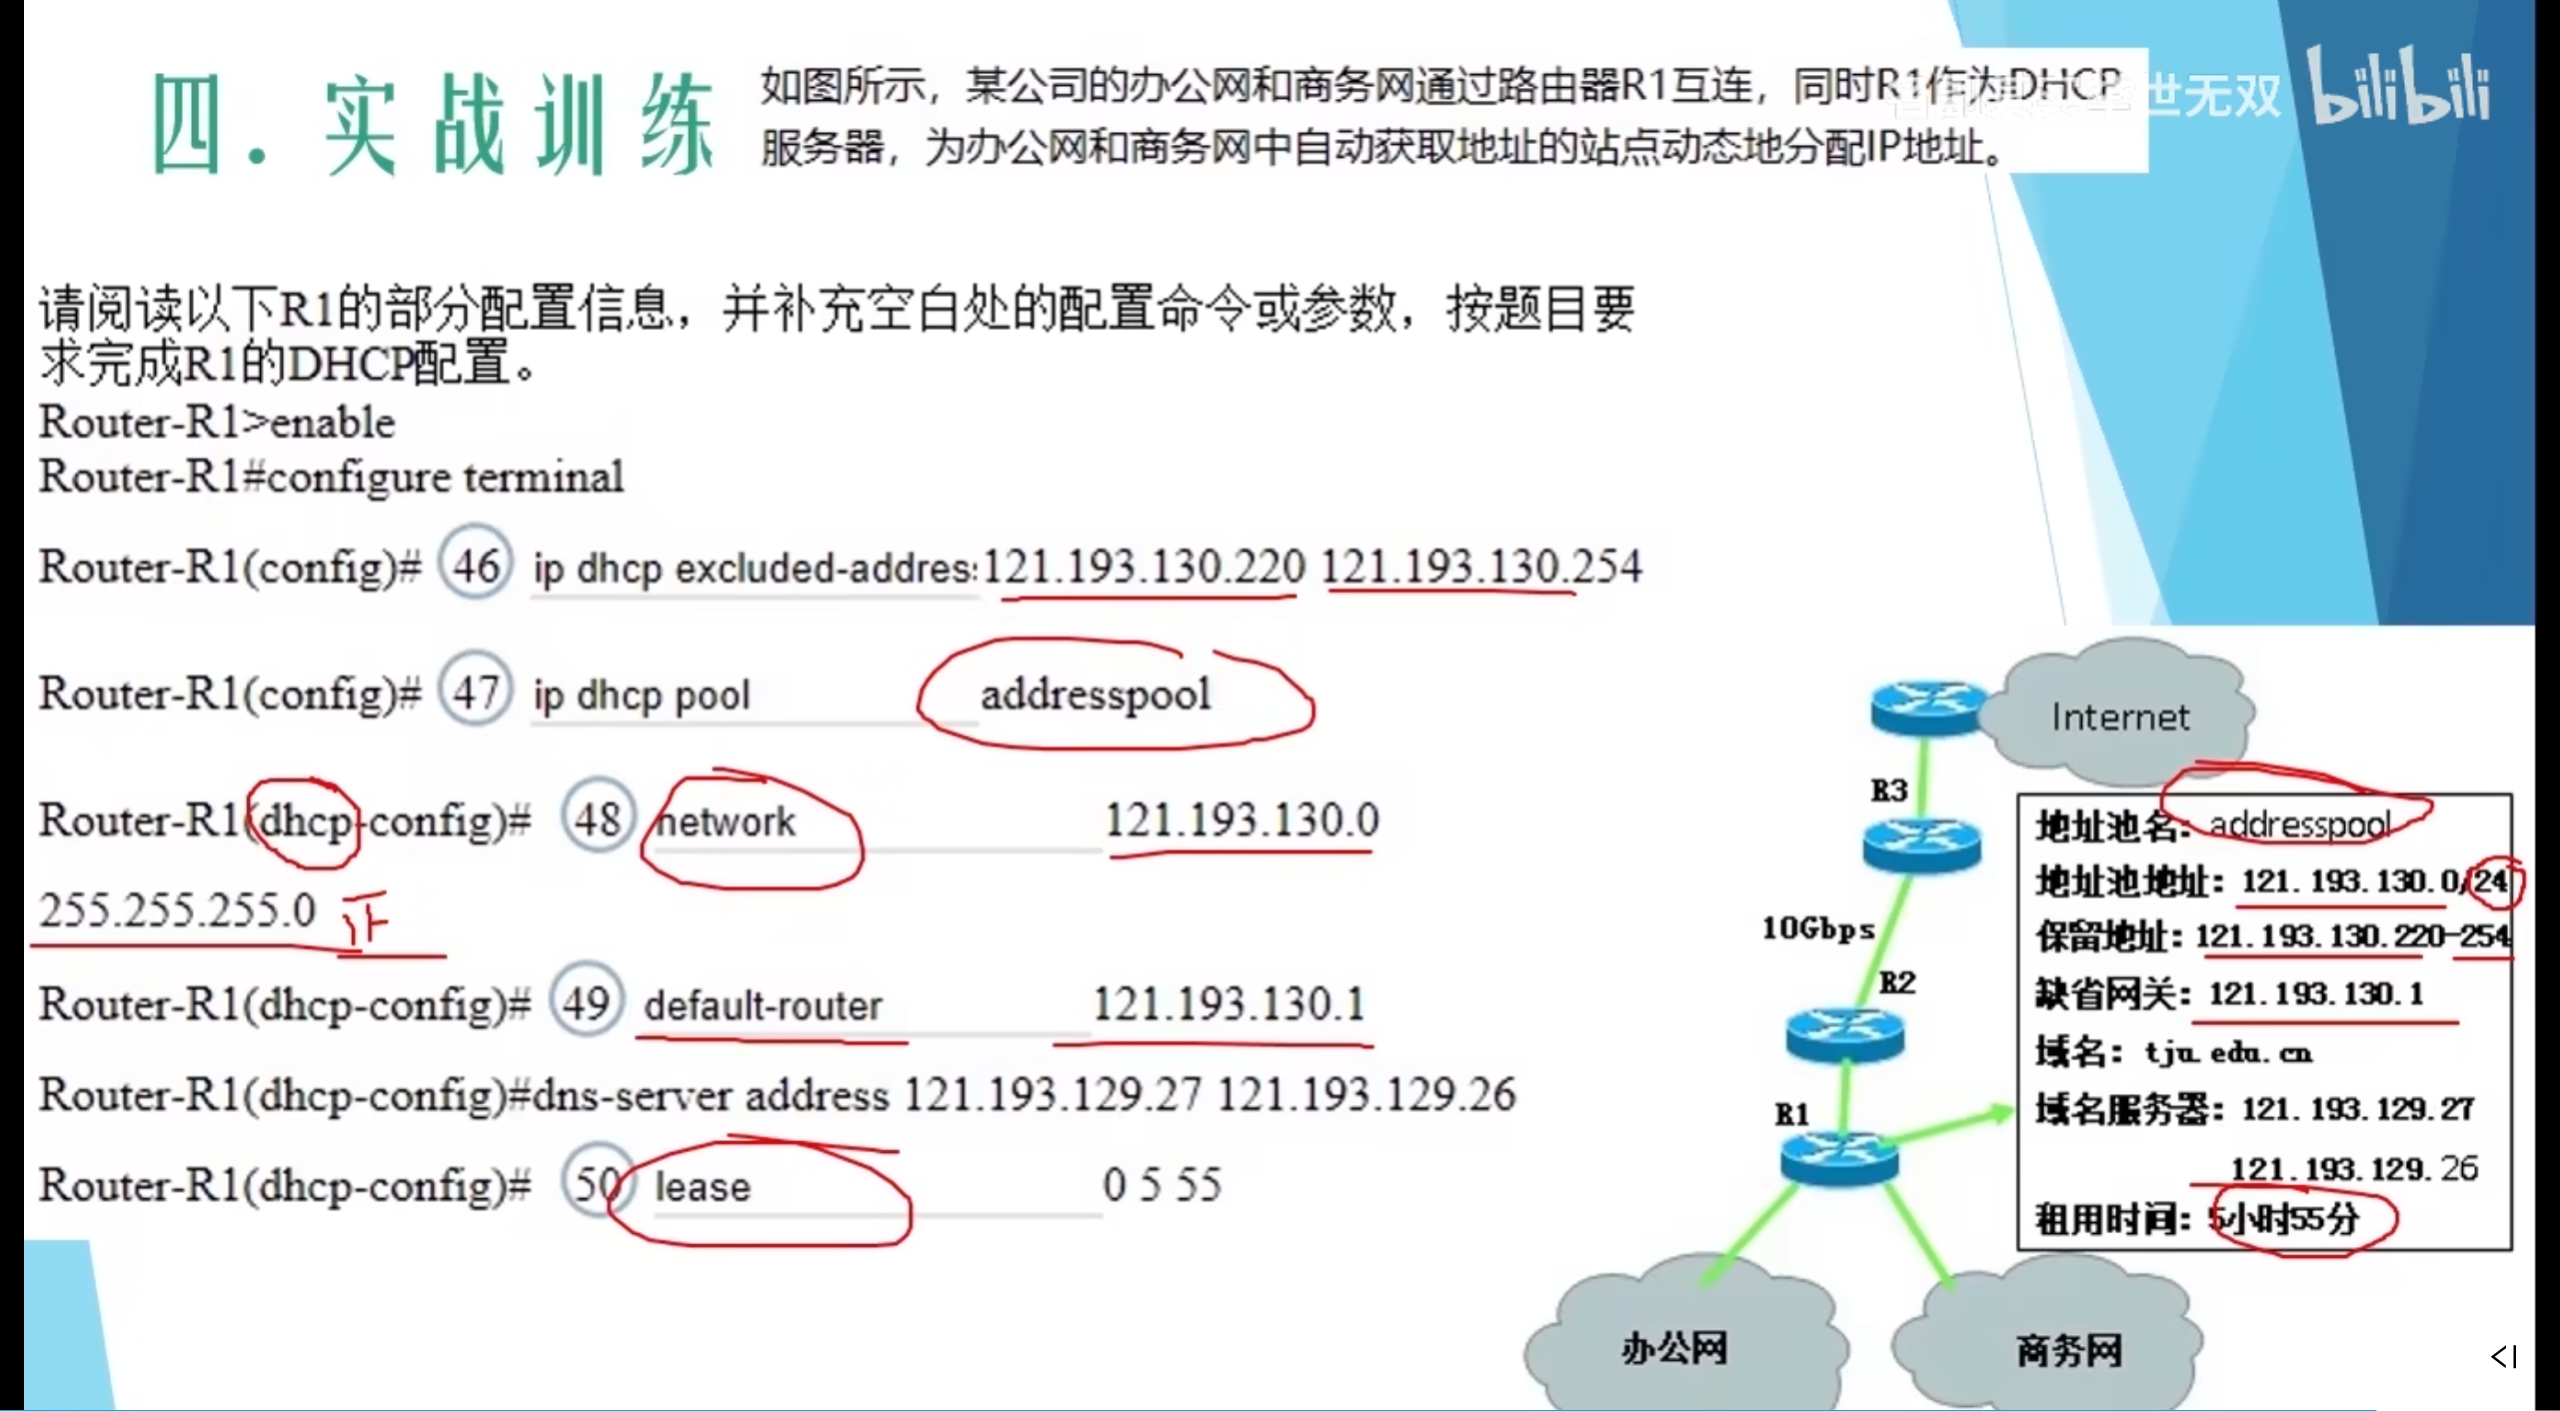 四．实战训练
如图所示，某公司的办公网和商务网通过路由器R1互连，同时R1作为DHCP
服务器，为办公网和商务网中自动获取地址的站点动态地分配IP地址。
世无双 bilibili
请阅读以下R1的部分配置信息，并补充空白处的配置命令或参数，按题目要
求完成R1的DHCP配置。
Router-R1>enable
Router-R1#configure terminal
Router-R1(config)# 46 ip dhcp excluded-addres 121.193.130.220 121.193.130.254
Router-R1(config)# 47 ip dhcp pool addresspool
Router-R1(dhcp-config)# 48 network 121.193.130.0
255.255.255.0
Router-R1(dhcp-config)# 49 default-router 121.193.130.1
Router-R1(dhcp-config)#dns-server address 121.193.129.27 121.193.129.26
Router-R1(dhcp-config)# 50 lease 0 5 55
Internet
R3
10Gbps
R2
R1
地址池名：addresspool
地址池地址：121.193.130.0/24
保留地址：121.193.130.220-254
缺省网关：121.193.130.1
域名：tju.edu.cn
域名服务器：121.193.129.27
121.193.129.26
租用时间：5小时55分
办公网
商务网